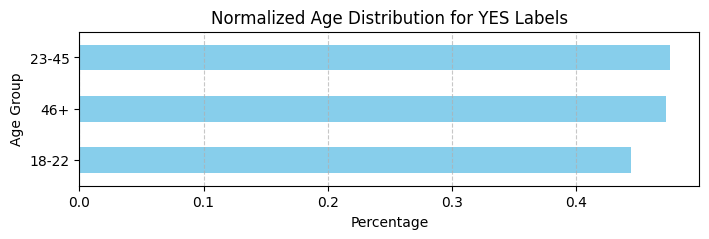 Normalized Age Distribution for YES Labels
Age Group
23-45
46+
18-22
0.0 0.1 0.2 0.3 0.4
Percentage